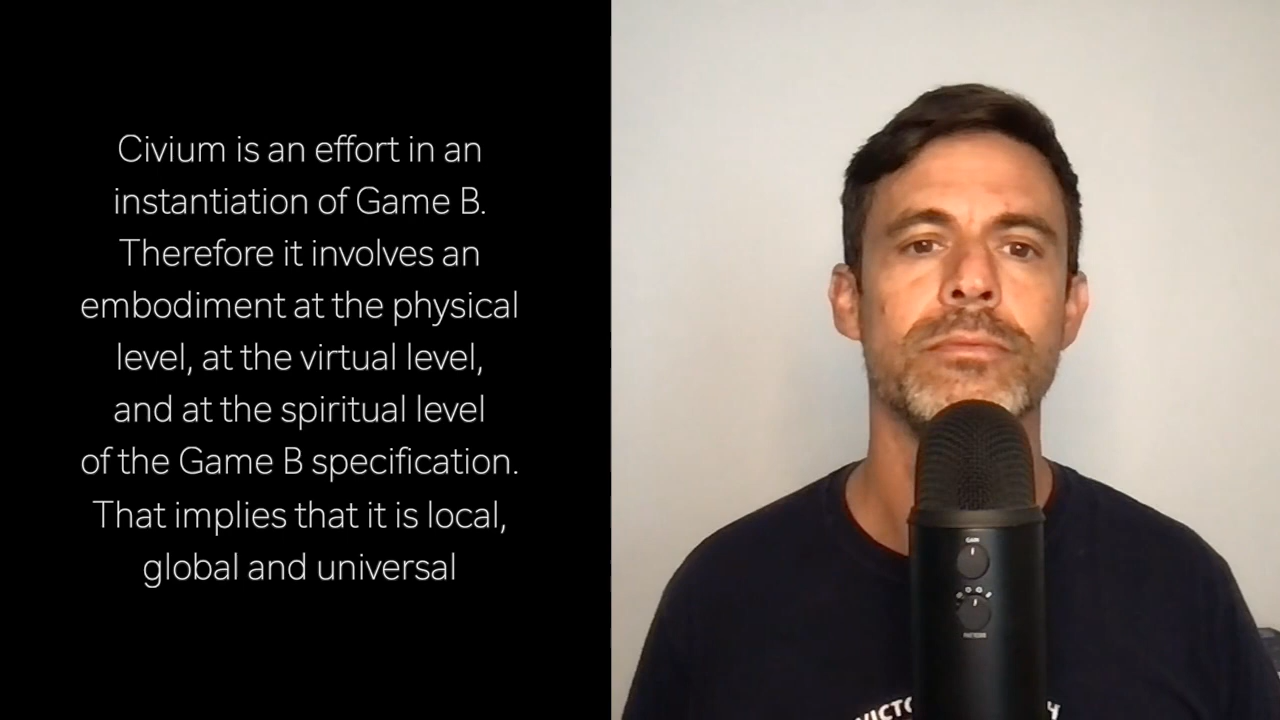 Civium is an effort in an
instantiation of Game B.
Therefore it involves an
embodiment at the physical
level, at the virtual level,
and at the spiritual level
of the Game B specification.
That implies that it is local,
global and universal
GAIN